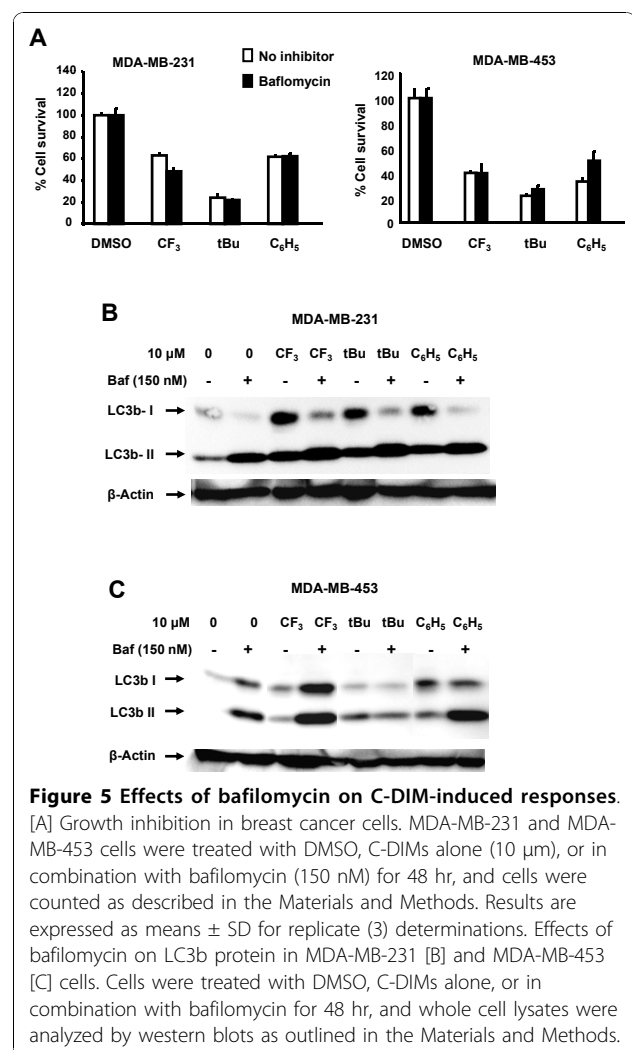 A
No inhibitor
Baflomycin
MDA-MB-231
% Cell survival
140
120
100
80
60
40
20
0
DMSO CF3 tBu C6H5
MDA-MB-453
% Cell survival
120
100
80
60
40
20
0
DMSO CF3 tBu C6H5
B
MDA-MB-231
10 µM 0 0 CF3 CF3 tBu tBu C6H5 C6H5
Baf (150 nM) - + - + - + - +
LC3b- I
LC3b- II
β-Actin
C
MDA-MB-453
10 µM 0 0 CF3 CF3 tBu tBu C6H5 C6H5
Baf (150 nM) - + - + - + - +
LC3b I
LC3b II
β-Actin
Figure 5 Effects of bafilomycin on C-DIM-induced responses.
[A] Growth inhibition in breast cancer cells. MDA-MB-231 and MDA-
MB-453 cells were treated with DMSO, C-DIMs alone (10 μm), or in
combination with bafilomycin (150 nM) for 48 hr, and cells were
counted as described in the Materials and Methods. Results are
expressed as means ± SD for replicate (3) determinations. Effects of
bafilomycin on LC3b protein in MDA-MB-231 [B] and MDA-MB-453
[C] cells. Cells were treated with DMSO, C-DIMs alone, or in
combination with bafilomycin for 48 hr, and whole cell lysates were
analyzed by western blots as outlined in the Materials and Methods.